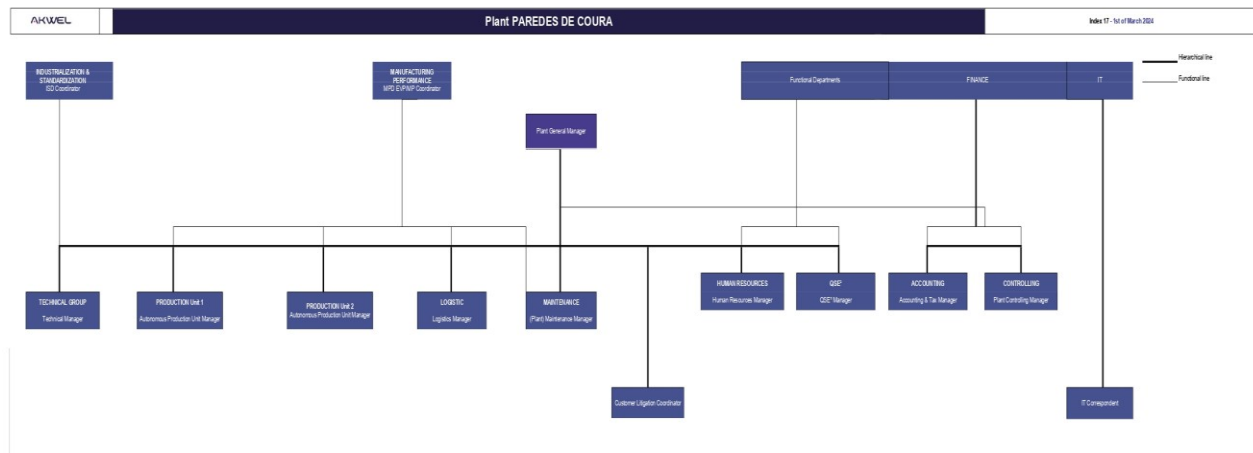 AKWEL
Plant PAREDES DE COURA
Index 17 - 1st of March 2024
INDUSTRIALIZATION &
STANDARDIZATION
ISD Coordinator
MANUFACTURING
PERFORMANCE
MPD EVP/MP Coordinator
Functional Departments
FINANCE
IT
Hierarchical line
Functional line
Plant General Manager
TECHNICAL GROUP
Technical Manager
PRODUCTION Unit 1
Autonomous Production Unit Manager
PRODUCTION Unit 2
Autonomous Production Unit Manager
LOGISTIC
Logistics Manager
MAINTENANCE
(Plant) Maintenance Manager
HUMAN RESOURCES
Human Resources Manager
QSE²
QSE² Manager
ACCOUNTING
Accounting & Tax Manager
CONTROLLING
Plant Controlling Manager
Customer Litigation Coordinator
IT Correspondent